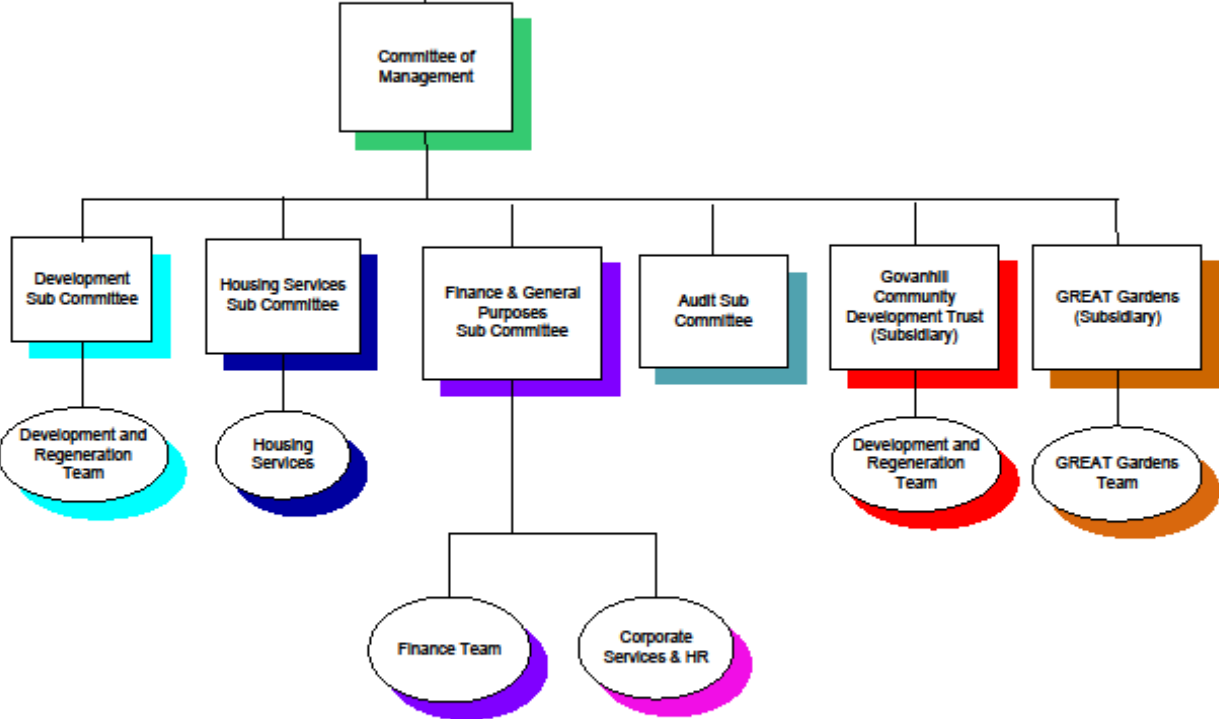 Committee of
Management
Development
Sub Committee
Housing Services
Sub Committee
Finance & General
Purposes
Sub Committee
Audit Sub
Committee
Govanhill
Community
Development Trust
(Subsidiary)
GREAT Gardens
(Subsidiary)
Development and
Regeneration
Team
Housing
Services
Development and
Regeneration
Team
GREAT Gardens
Team
Finance Team
Corporate
Services & HR